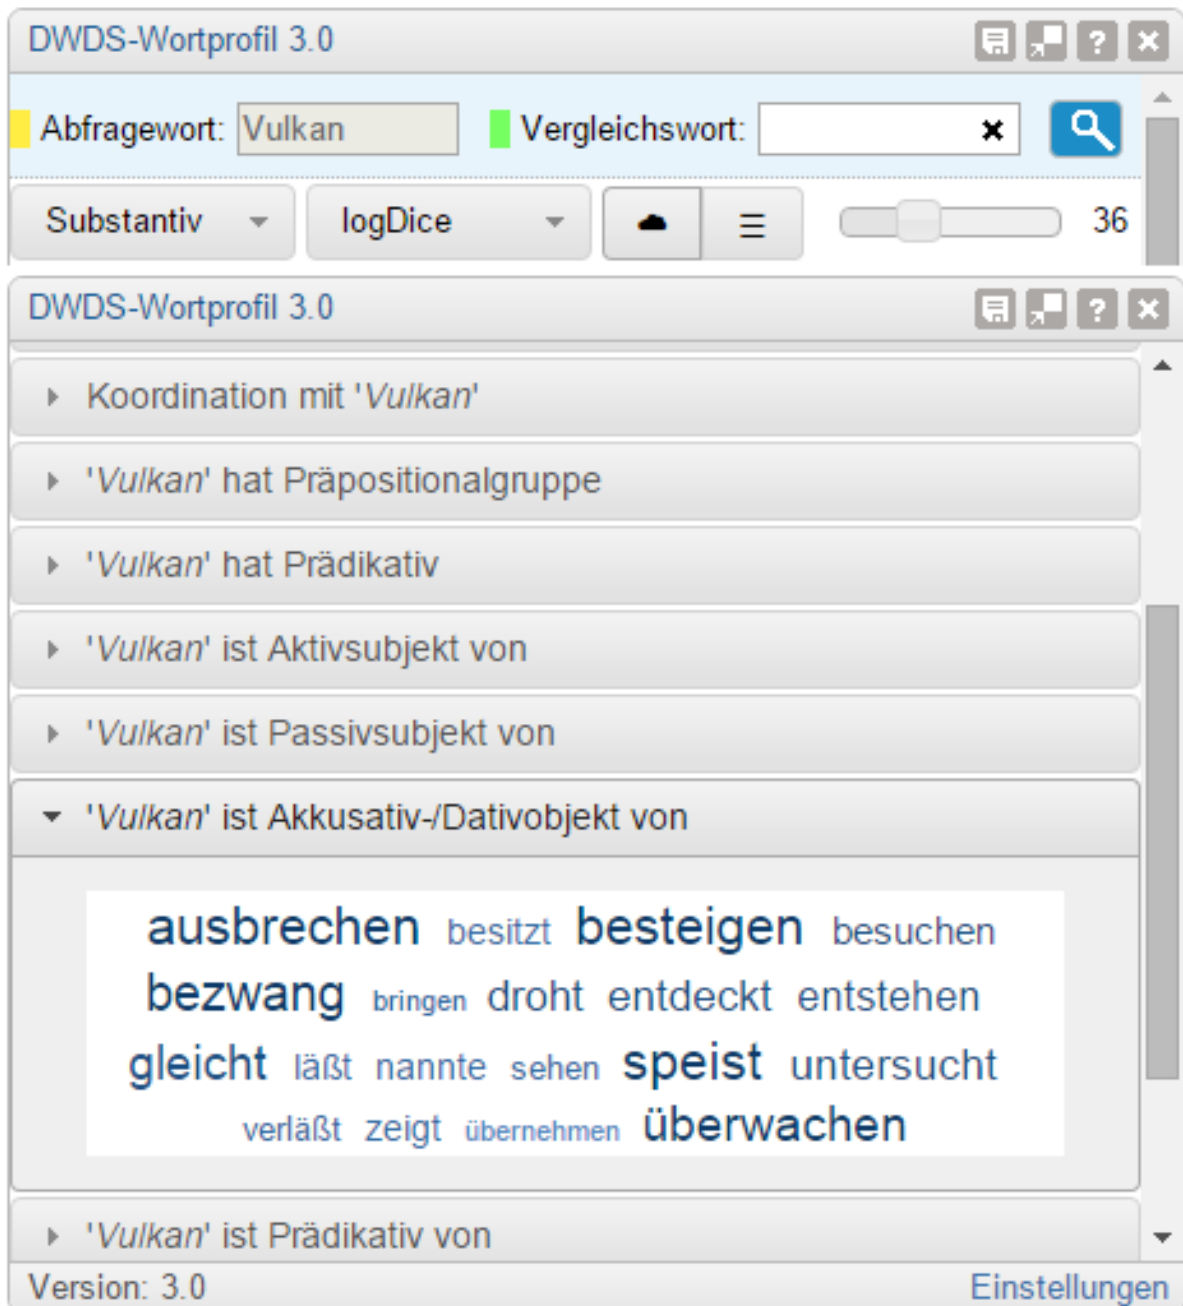 DWDS-Wortprofil 3.0
Abfragewort: Vulkan Vergleichswort:
Substantiv logDice 36
DWDS-Wortprofil 3.0
Koordination mit 'Vulkan'
'Vulkan' hat Präpositionalgruppe
'Vulkan' hat Prädikativ
'Vulkan' ist Aktivsubjekt von
'Vulkan' ist Passivsubjekt von
'Vulkan' ist Akkusativ-/Dativobjekt von
ausbrechen besitzt besteigen besuchen
bezwang bringen droht entdeckt entstehen
gleicht läßt nannte sehen speist untersucht
verläßt zeigt übernehmen überwachen
'Vulkan' ist Prädikativ von
Version: 3.0 Einstellungen